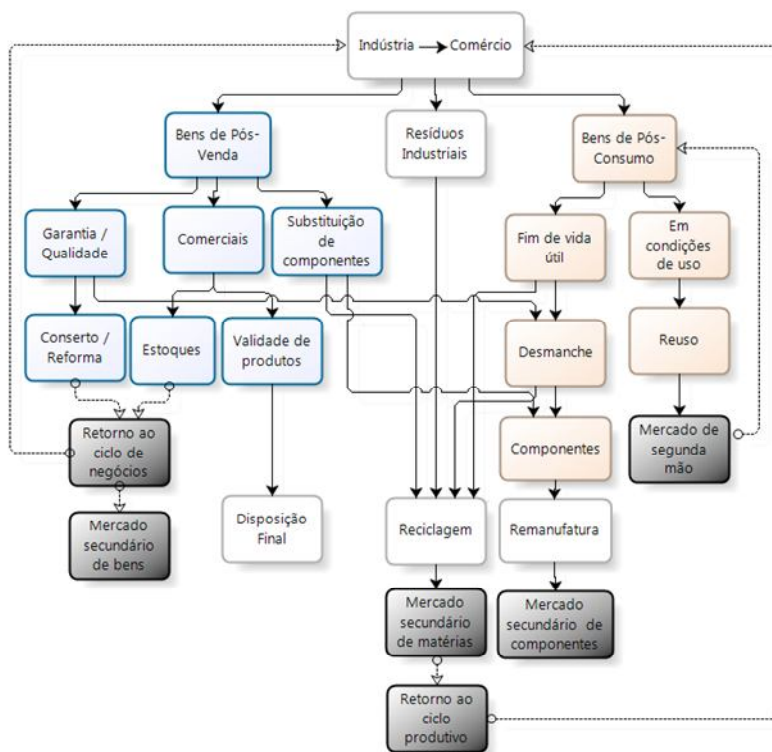 Indústria
Comércio
Bens de Pós-
Venda
Resíduos
Industriais
Bens de Pós-
Consumo
Garantia /
Qualidade
Comerciais
Substituição
de
componentes
Fim de vida
útil
Em
condições
de uso
Conserto /
Reforma
Estoques
Validade de
produtos
Desmanche
Reuso
Retorno ao
ciclo de
negócios
Componentes
Mercado de
segunda
mão
Mercado
secundário
de bens
Disposição
Final
Reciclagem
Remanufatura
Mercado
secundário
de matérias
Mercado
secundário de
componentes
Retorno ao
ciclo
produtivo